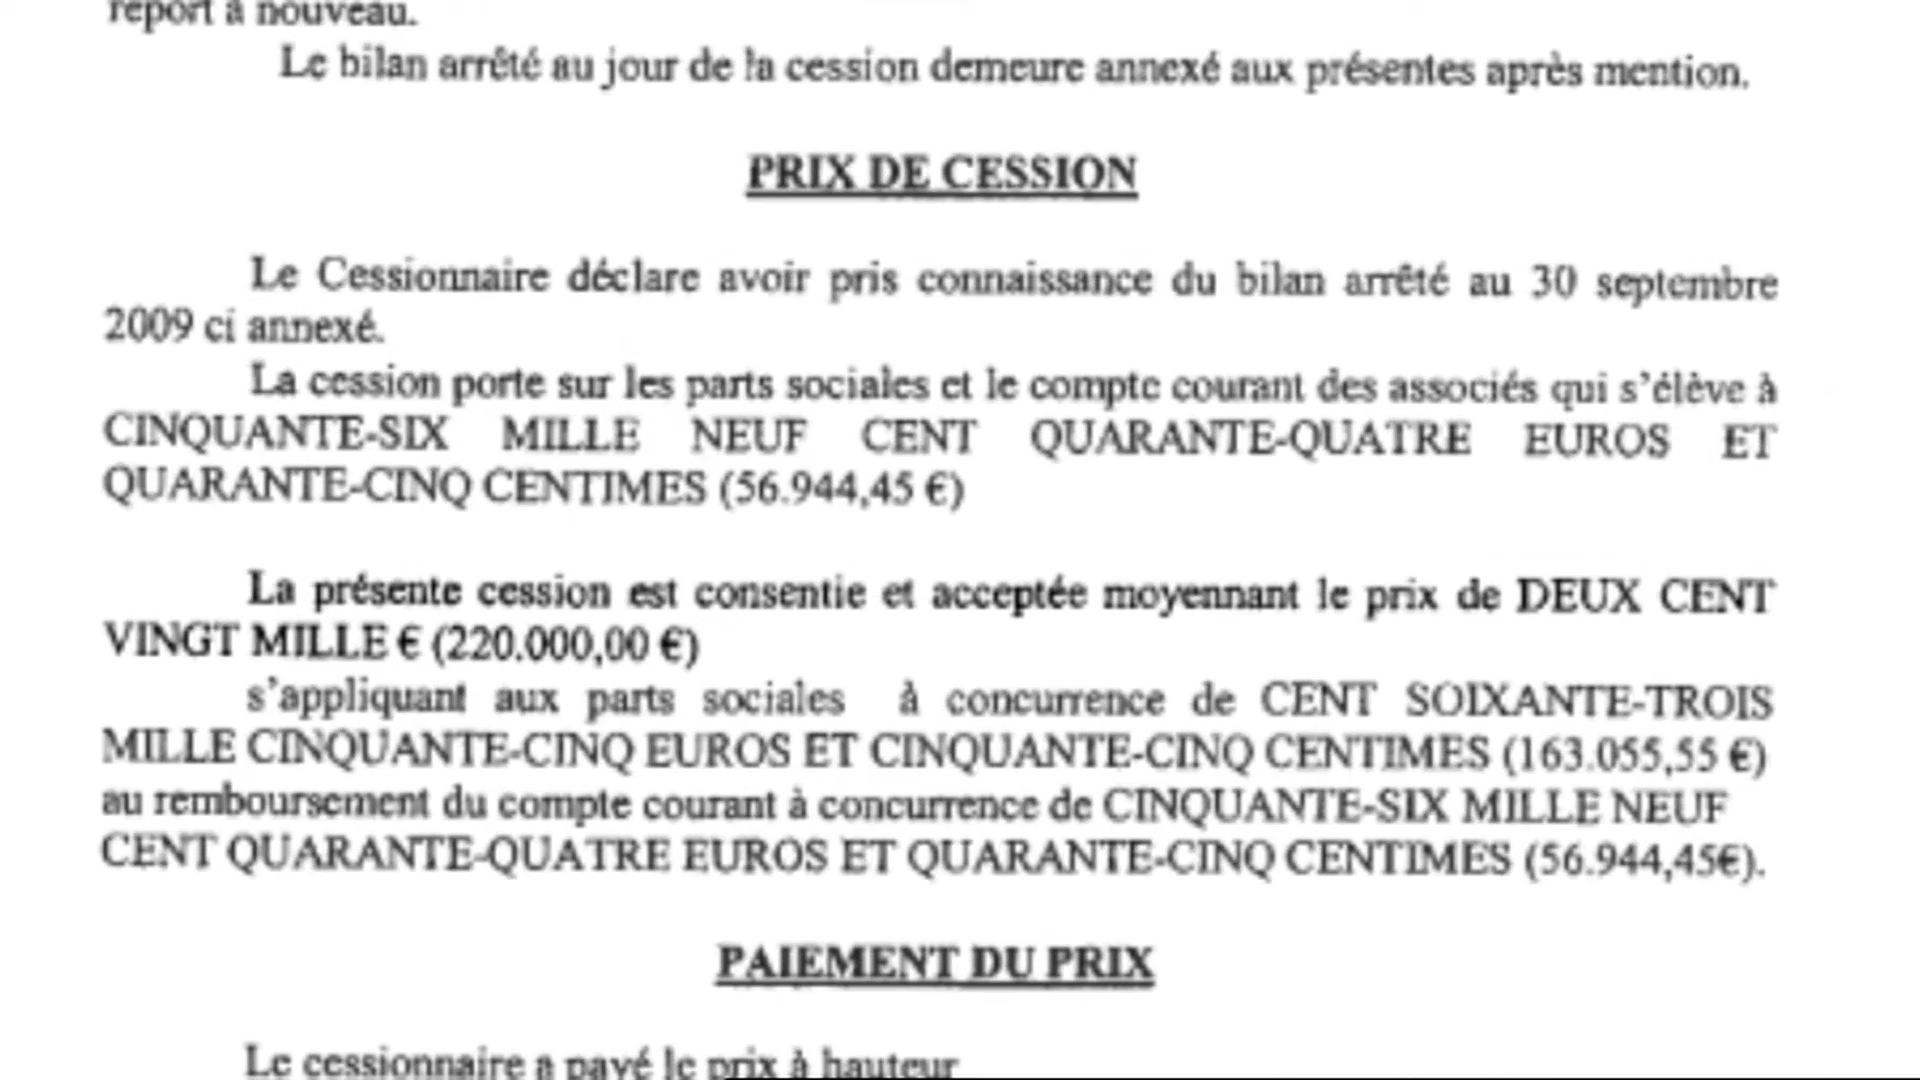 report à nouveau.
Le bilan arrêté au jour de la cession demeure annexé aux présentes après mention.
PRIX DE CESSION
Le Cessionnaire déclare avoir pris connaissance du bilan arrêté au 30 septembre
2009 ci annexé.
La cession porte sur les parts sociales et le compte courant des associés qui s'élève à
CINQUANTE-SIX MILLE NEUF CENT QUARANTE-QUATRE EUROS ET
QUARANTE-CINQ CENTIMES (56.944,45 €)
La présente cession est consentie et acceptée moyennant le prix de DEUX CENT
VINGT MILLE € (220.000,00 €)
s'appliquant aux parts sociales à concurrence de CENT SOIXANTE-TROIS
MILLE CINQUANTE-CINQ EUROS ET CINQUANTE-CINQ CENTIMES (163.055,55 €)
au remboursement du compte courant à concurrence de CINQUANTE-SIX MILLE NEUF
CENT QUARANTE-QUATRE EUROS ET QUARANTE-CINQ CENTIMES (56.944,45€).
PAIEMENT DU PRIX
Le cessionnaire a payé le prix à hauteur